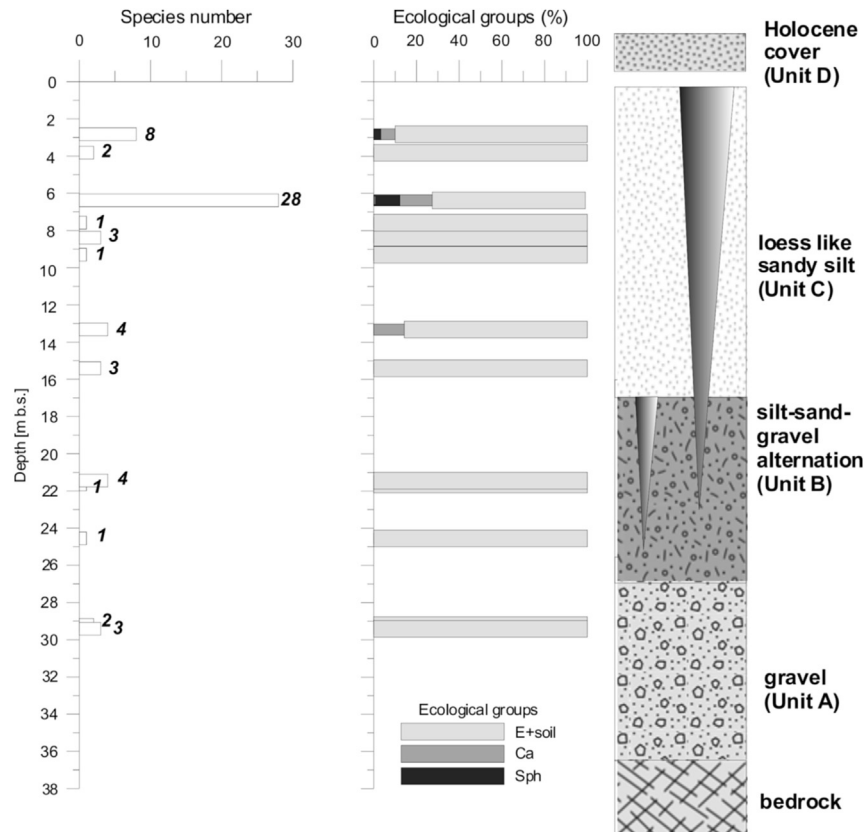 Species number
0 10 20 30
Ecological groups (%)
0 20 40 60 80 100
Holocene
cover
(Unit D)
Depth [m b.s.]
0
2
4
6
8
10
12
14
16
18
20
22
24
26
28
30
32
34
36
38
8
2
28
1
3
1
4
3
4
1
1
2
3
loess like
sandy silt
(Unit C)
silt-sand-
gravel
alternation
(Unit B)
gravel
(Unit A)
bedrock
Ecological groups
E+soil
Ca
Sph